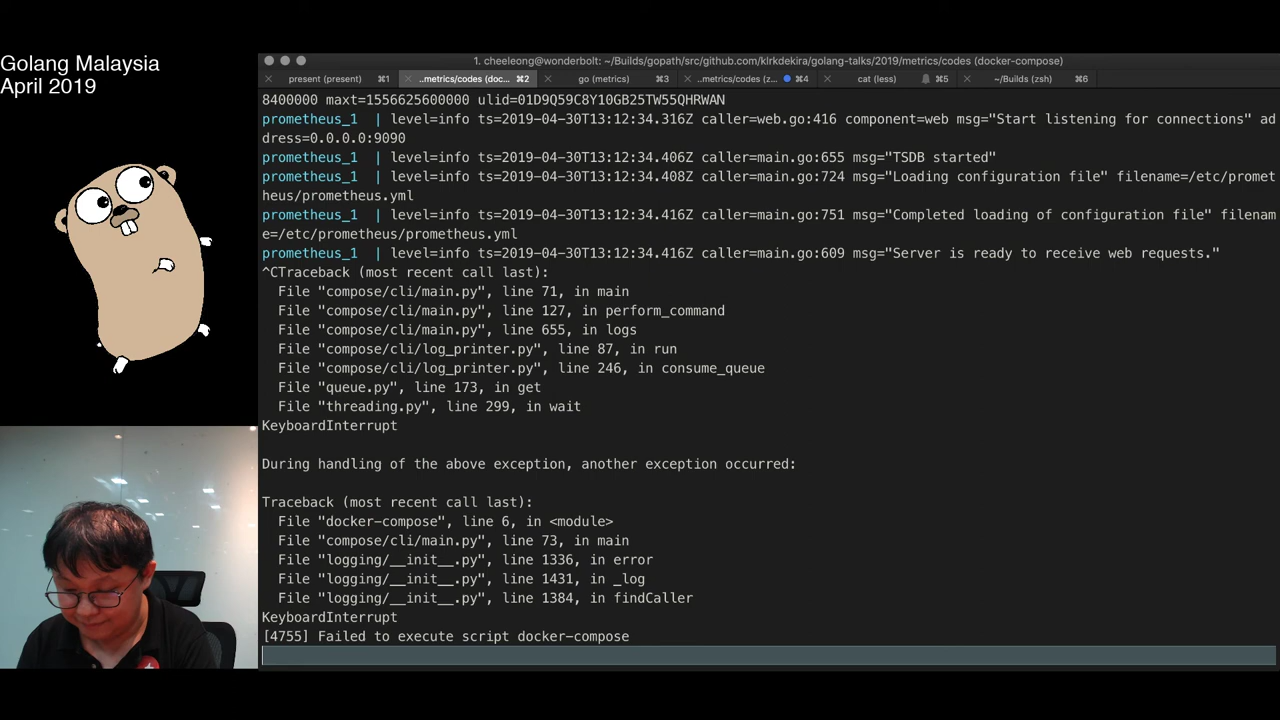 Golang Malaysia
April 2019
1. cheeleong@wonderbolt: ~/Builds/gopath/src/github.com/klrkdekira/golang-talks/2019/metrics/codes (docker-compose)
present (present) ⌘1
..metrics/codes (doc... ⌘2
go (metrics) ⌘3
..metrics/codes (z... ⌘4
cat (less) ⌘5
~/Builds (zsh) ⌘6
8400000 maxt=1556625600000 ulid=01D9Q59C8Y10GB25TW55QHRWAN
prometheus_1  | level=info ts=2019-04-30T13:12:34.316Z caller=web.go:416 component=web msg="Start listening for connections" ad
dress=0.0.0.0:9090
prometheus_1  | level=info ts=2019-04-30T13:12:34.406Z caller=main.go:655 msg="TSDB started"
prometheus_1  | level=info ts=2019-04-30T13:12:34.408Z caller=main.go:724 msg="Loading configuration file" filename=/etc/promet
heus/prometheus.yml
prometheus_1  | level=info ts=2019-04-30T13:12:34.416Z caller=main.go:751 msg="Completed loading of configuration file" filenam
e=/etc/prometheus/prometheus.yml
prometheus_1  | level=info ts=2019-04-30T13:12:34.416Z caller=main.go:609 msg="Server is ready to receive web requests."
^CTraceback (most recent call last):
  File "compose/cli/main.py", line 71, in main
  File "compose/cli/main.py", line 127, in perform_command
  File "compose/cli/main.py", line 655, in logs
  File "compose/cli/log_printer.py", line 87, in run
  File "compose/cli/log_printer.py", line 246, in consume_queue
  File "queue.py", line 173, in get
  File "threading.py", line 299, in wait
KeyboardInterrupt
During handling of the above exception, another exception occurred:
Traceback (most recent call last):
  File "docker-compose", line 6, in <module>
  File "compose/cli/main.py", line 73, in main
  File "logging/__init__.py", line 1336, in error
  File "logging/__init__.py", line 1431, in _log
  File "logging/__init__.py", line 1384, in findCaller
KeyboardInterrupt
[4755] Failed to execute script docker-compose